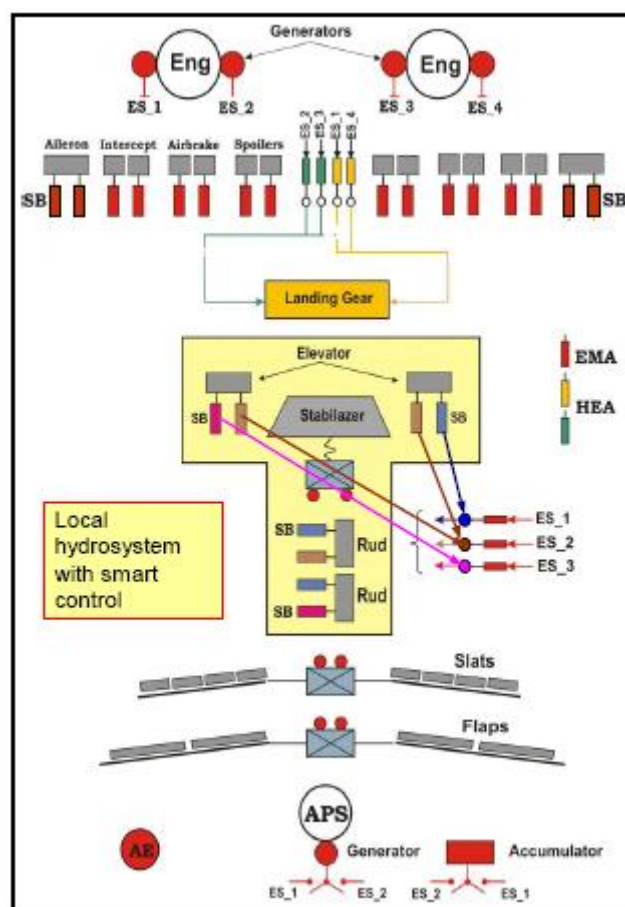 Generators
Eng
Eng
ES_1
ES_2
ES_3
ES_4
ES_2
ES_3
ES_1
ES_4
Aileron
Intercept
Airbrake
Spoilers
SB
SB
Landing Gear
Elevator
EMA
HEA
SB
Stabilazer
SB
Local
hydrosystem
with smart
control
SB
Rud
Rud
SB
ES_1
ES_2
ES_3
Slats
Flaps
APS
AE
Generator
Accumulator
ES_1
ES_2
ES_2
ES_1